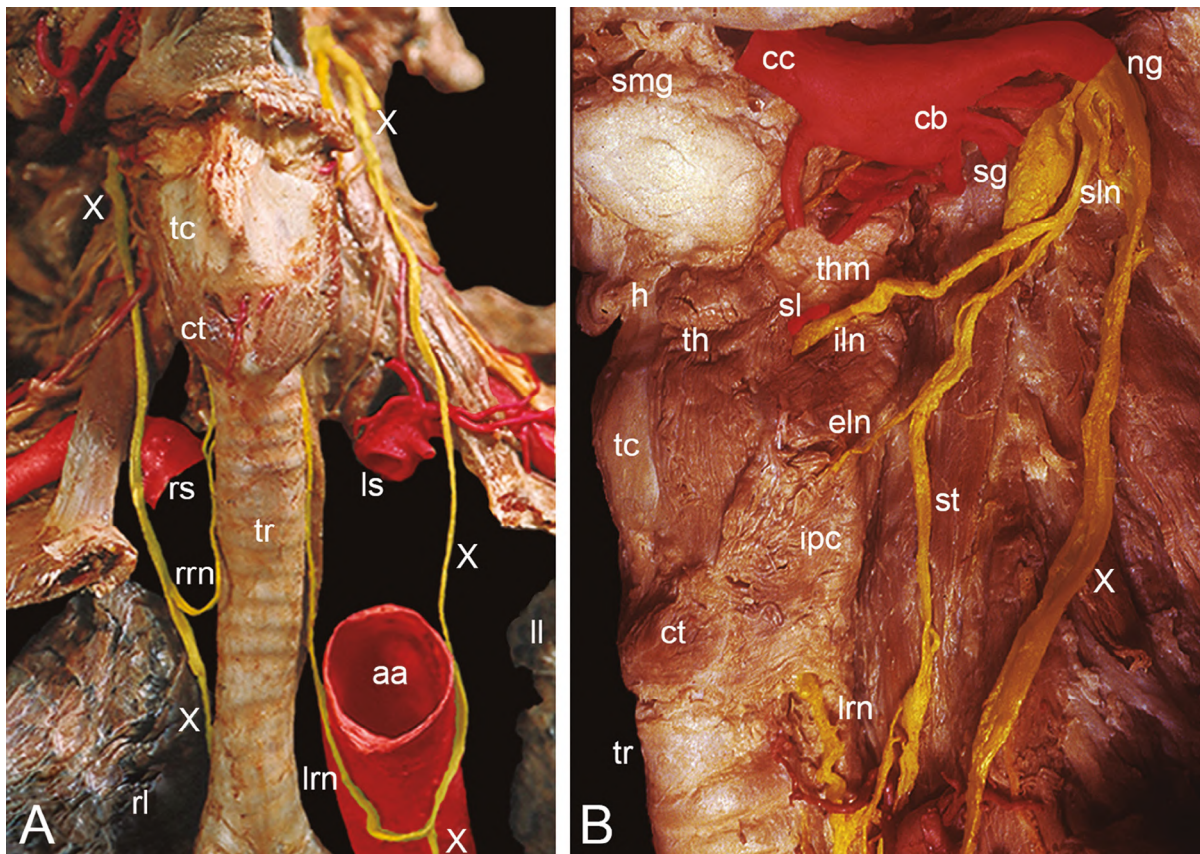 X
X
tc
ct
rs
ls
tr
X
rrn
ll
aa
X
lrn
rl
X
A
cc
ng
smg
cb
sg
sln
thm
h
sl
th
iln
eln
tc
st
ipc
X
ct
lrn
tr
B